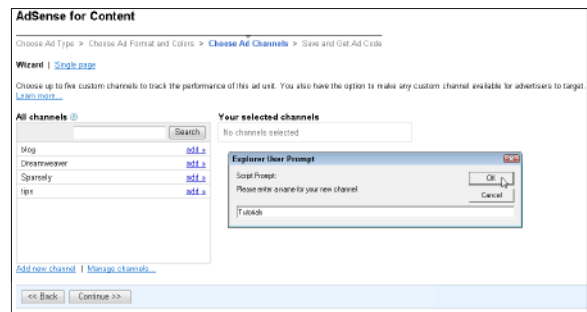 AdSense for Content
Choose Ad Type > Choose Ad Format and Colors > Choose Ad Channels > Save and Get Ad Code
Wizard | Single page
Choose up to five custom channels to track the performance of this ad unit. You also have the option to make any custom channel available for advertisers to target.
Learn more...
All channels
Search
blog add »
Dreamweaver add »
Sparsely add »
tips add »
Add new channel | Manage channels...
Your selected channels
No channels selected
Explorer User Prompt
Script Prompt:
Please enter a name for your new channel
OK
Cancel
Tutorials
<< Back Continue >>